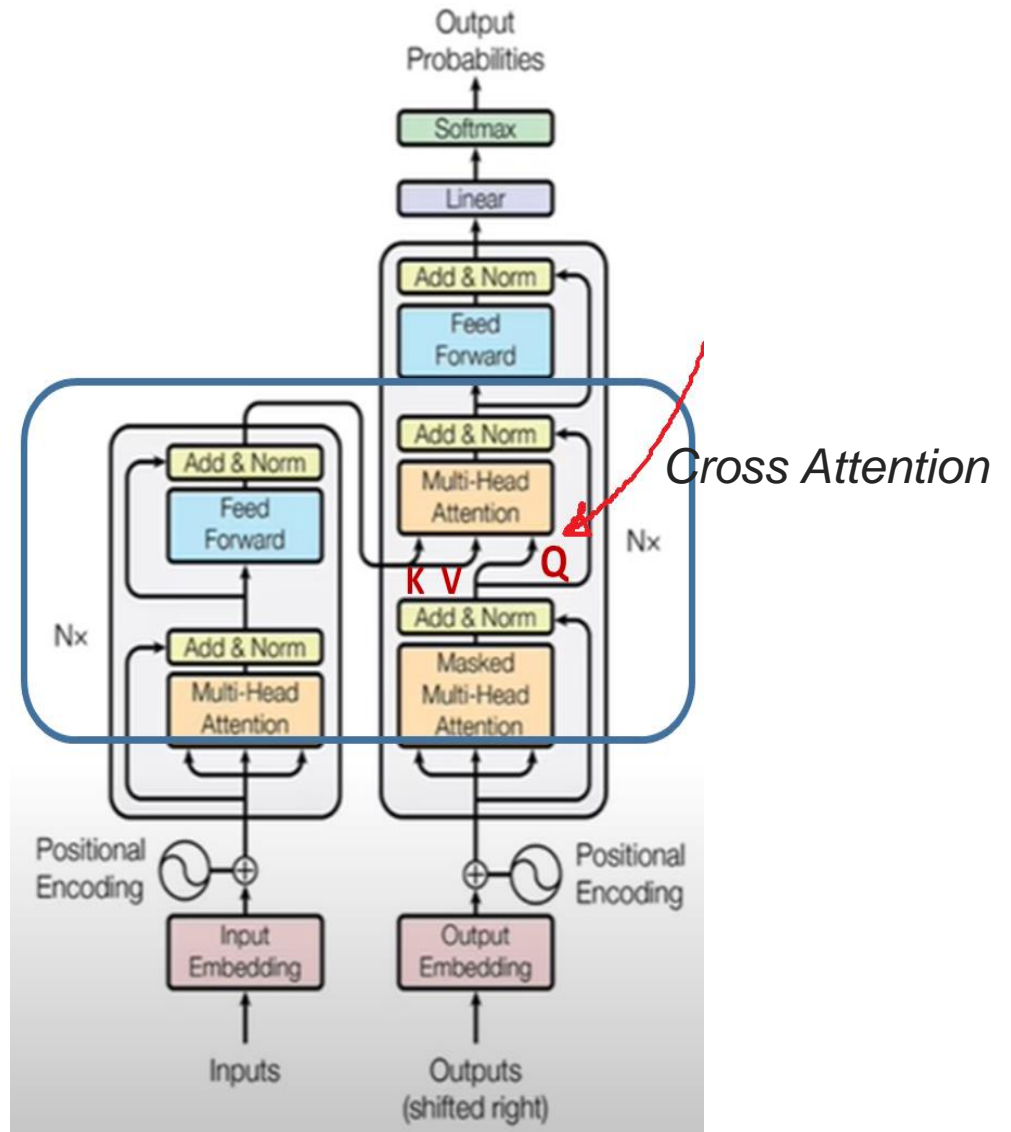 Output
Probabilities
Softmax
Linear
Add & Norm
Feed
Forward
Add & Norm
Multi-Head
Attention
K V
Q
Cross Attention
Nx
Add & Norm
Masked
Multi-Head
Attention
Add & Norm
Feed
Forward
Nx
Add & Norm
Multi-Head
Attention
Positional
Encoding
Positional
Encoding
Input
Embedding
Output
Embedding
Inputs
Outputs
(shifted right)